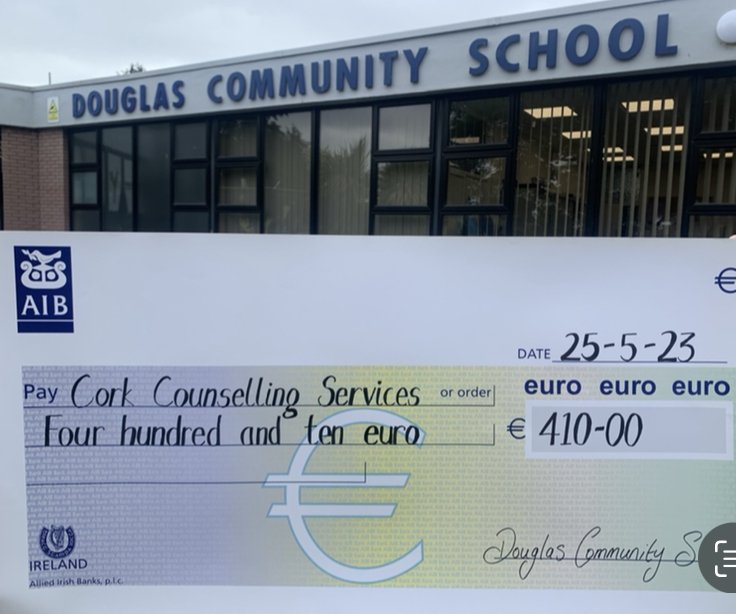 DOUGLAS COMMUNITY SCHOOL
AIB
€
DATE 25-5-23
Pay Cork Counselling Services or order
euro euro euro
Four hundred and ten euro
€ 410-00
€
IRELAND
Allied Irish Banks, p.l.c.
Douglas Community S